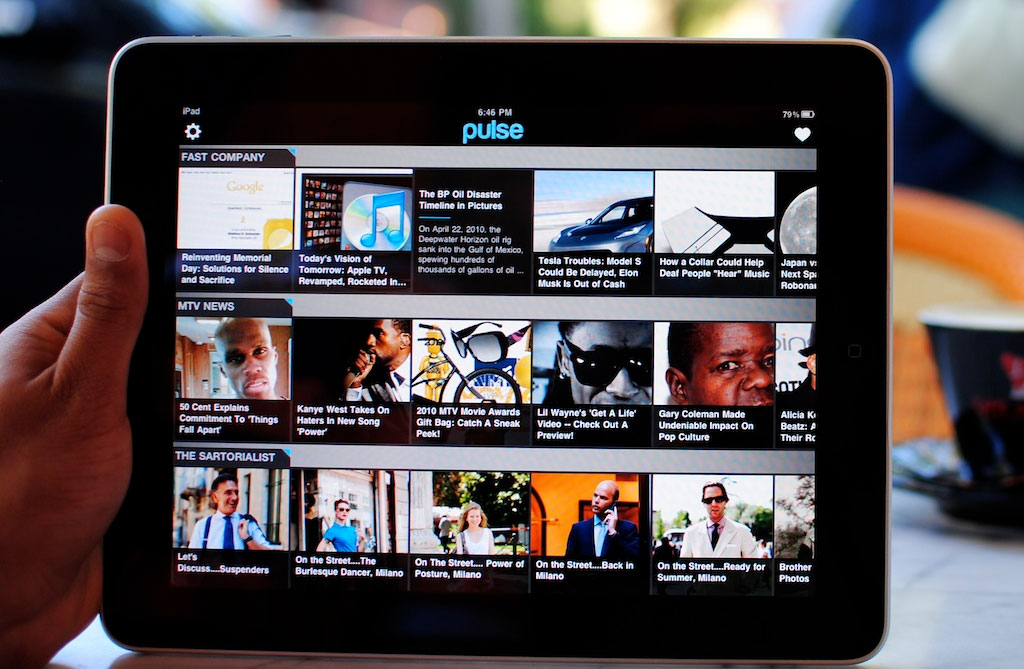 iPad
6:46 PM
79%
pulse
FAST COMPANY
Google
Reinventing Memorial
Day: Solutions for Silence
and Sacrifice
Today's Vision of
Tomorrow: Apple TV,
Revamped, Rocketed In...
The BP Oil Disaster
Timeline in Pictures
On April 22, 2010, the
Deepwater Horizon oil rig
sank into the Gulf of Mexico,
spewing hundreds of
thousands of gallons of oil ...
Tesla Troubles: Model S
Could Be Delayed, Elon
Musk Is Out of Cash
How a Collar Could Help
Deaf People "Hear" Music
Japan v
Next Sp
Robona
MTV NEWS
50 Cent Explains
Commitment To 'Things
Fall Apart'
Kanye West Takes On
Haters In New Song
'Power'
2010 MTV Movie Awards
Gift Bag: Catch A Sneak
Peek!
Lil Wayne's 'Get A Life'
Video -- Check Out A
Preview!
Gary Coleman Made
Undeniable Impact On
Pop Culture
Alicia K
Beatz: A
Their Ro
THE SARTORIALIST
Let's
Discuss....Suspenders
On the Street....The
Burlesque Dancer, Milano
On The Street.... Power of
Posture, Milano
On the Street....Back in
Milano
On the Street....Ready for
Summer, Milano
Brother
Photos